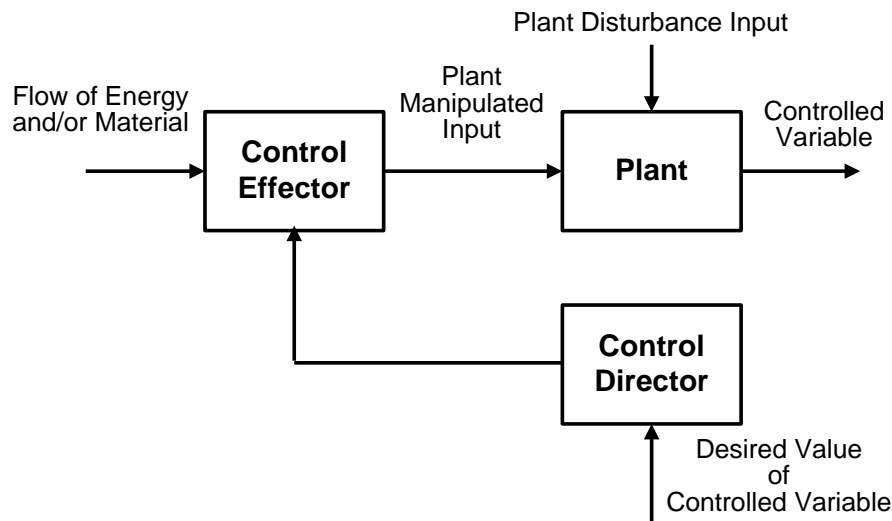 Plant Disturbance Input
Flow of Energy
and/or Material
Plant
Manipulated
Input
Controlled
Variable
Control
Effector
Plant
Control
Director
Desired Value
of
Controlled Variable